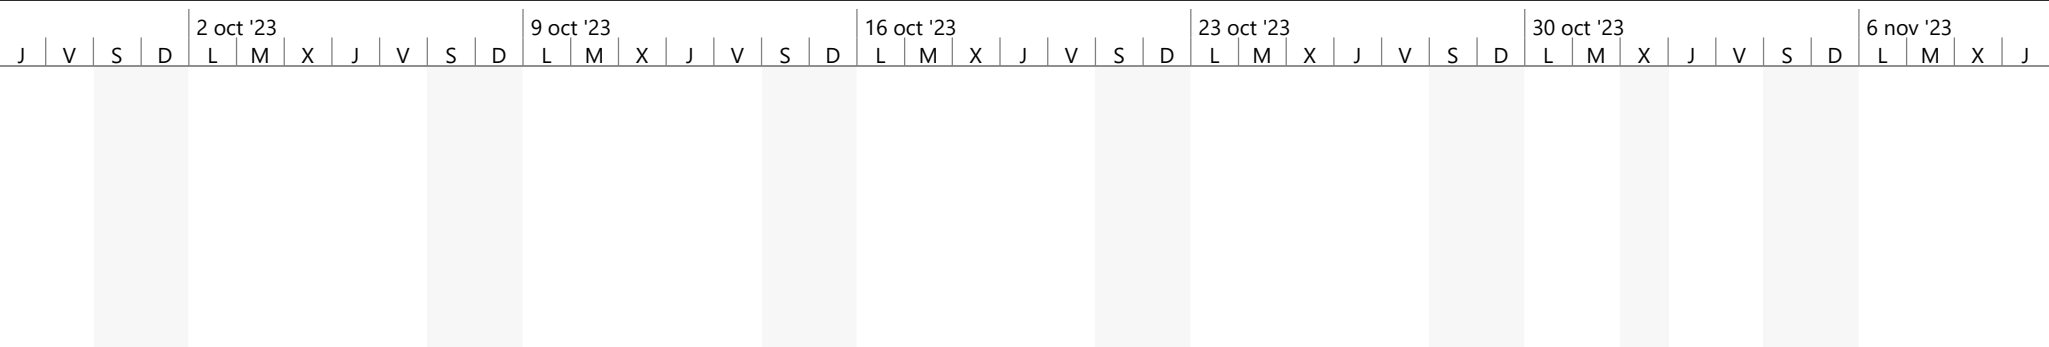 2 oct '23 9 oct '23 16 oct '23 23 oct '23 30 oct '23 6 nov '23
J V S D L M X J V S D L M X J V S D L M X J V S D L M X J V S D L M X J V S D L M X J